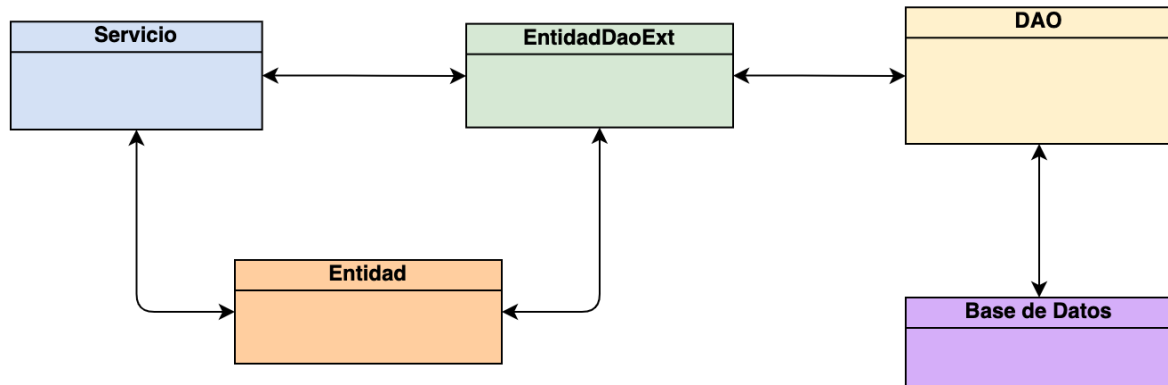 Servicio
EntidadDaoExt
DAO
Entidad
Base de Datos